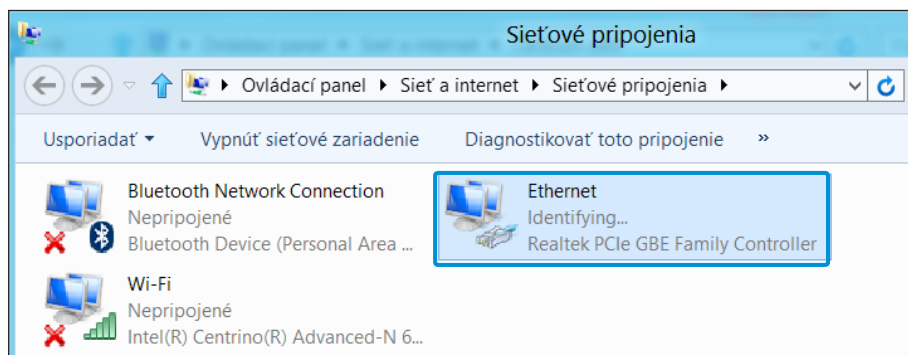 Sieťové pripojenia
Ovládací panel Sieť a internet Sieťové pripojenia
Usporiadať Vypnúť sieťové zariadenie Diagnostikovať toto pripojenie »
Bluetooth Network Connection
Nepripojené
Bluetooth Device (Personal Area ...
Ethernet
Identifying...
Realtek PCIe GBE Family Controller
Wi-Fi
Nepripojené
Intel(R) Centrino(R) Advanced-N 6...